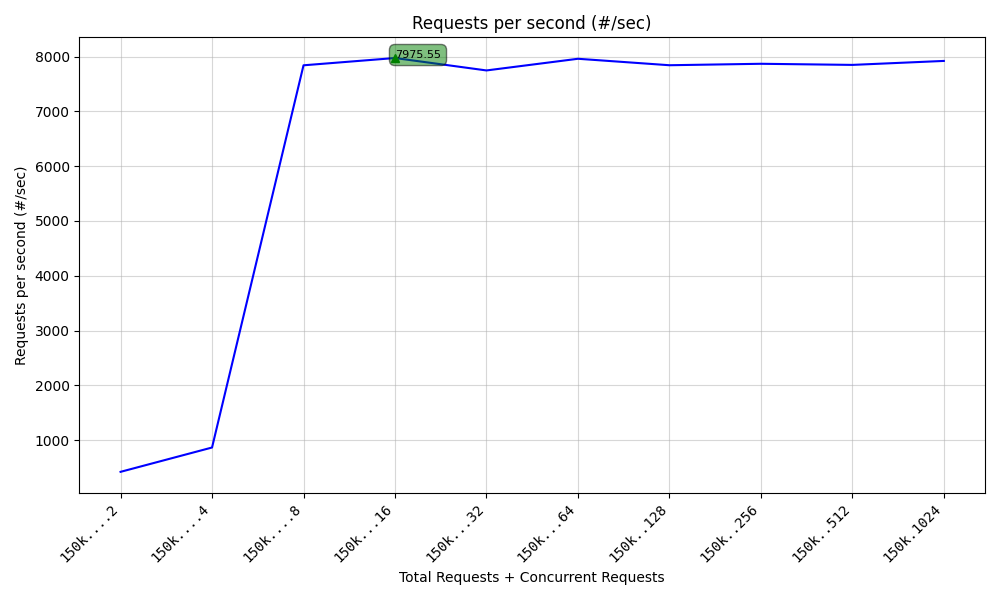 Requests per second (#/sec)
Requests per second (#/sec)
8000
7000
6000
5000
4000
3000
2000
1000
7975.55
150k....2
150k....4
150k....8
150k...16
150k...32
150k...64
150k..128
150k..256
150k..512
150k.1024
Total Requests + Concurrent Requests